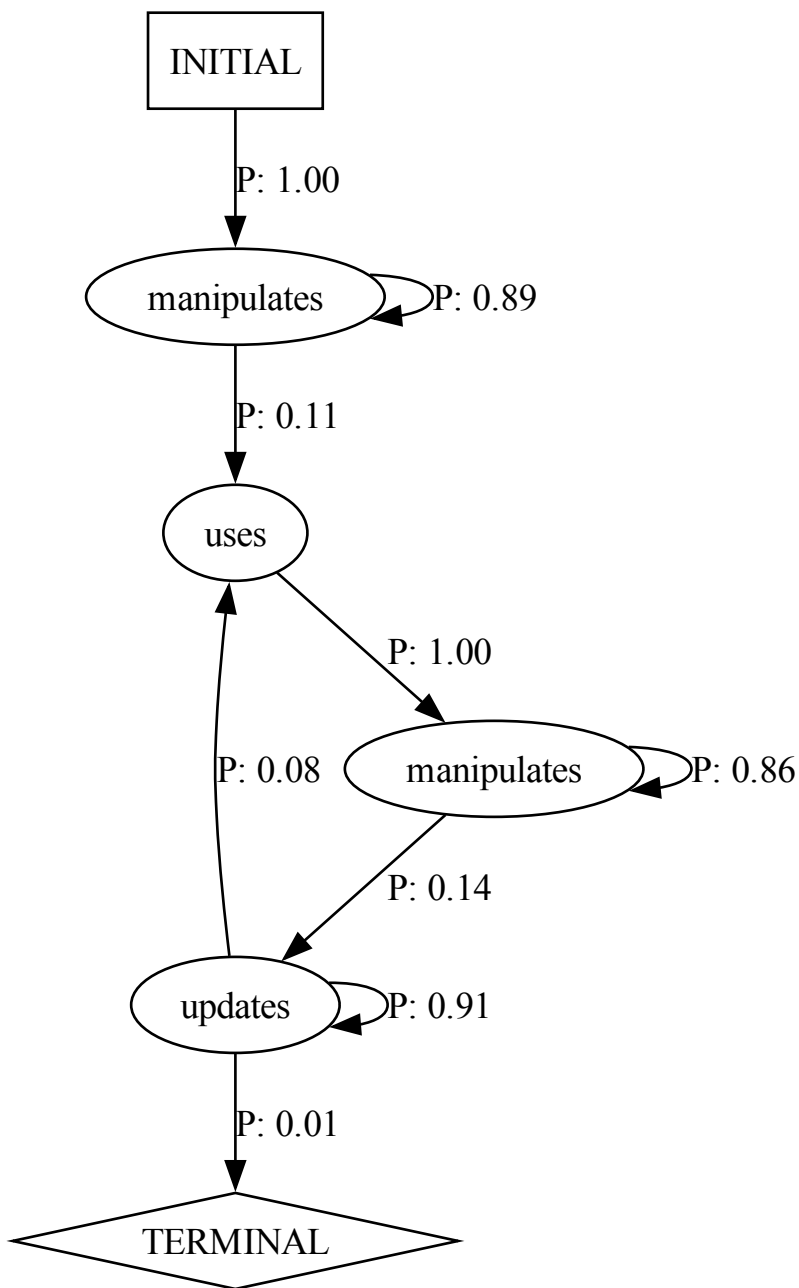 INITIAL
P: 1.00
manipulates
P: 0.89
P: 0.11
uses
P: 1.00
P: 0.08
manipulates
P: 0.86
P: 0.14
updates
P: 0.91
P: 0.01
TERMINAL